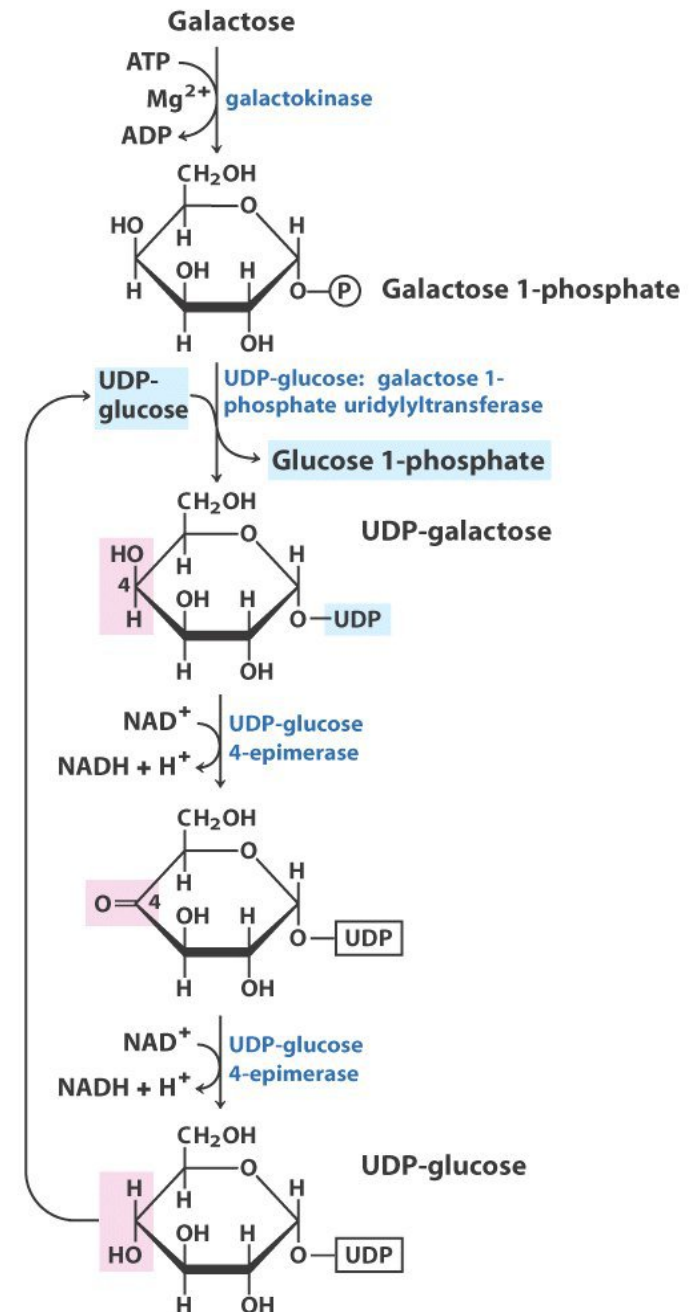 Galactose
ATP
Mg²⁺
galactokinase
ADP
CH₂OH
O
HO
H
H
OH
H
H
O
P
Galactose 1-phosphate
H
OH
UDP-
glucose
UDP-glucose: galactose 1-
phosphate uridylyltransferase
Glucose 1-phosphate
CH₂OH
UDP-galactose
O
HO
H
H
4
OH
H
H
O
UDP
H
OH
NAD⁺
UDP-glucose
4-epimerase
NADH + H⁺
CH₂OH
O
H
H
O
4
OH
H
O
UDP
H
OH
NAD⁺
UDP-glucose
4-epimerase
NADH + H⁺
CH₂OH
UDP-glucose
O
H
H
H
OH
H
HO
O
UDP
H
OH